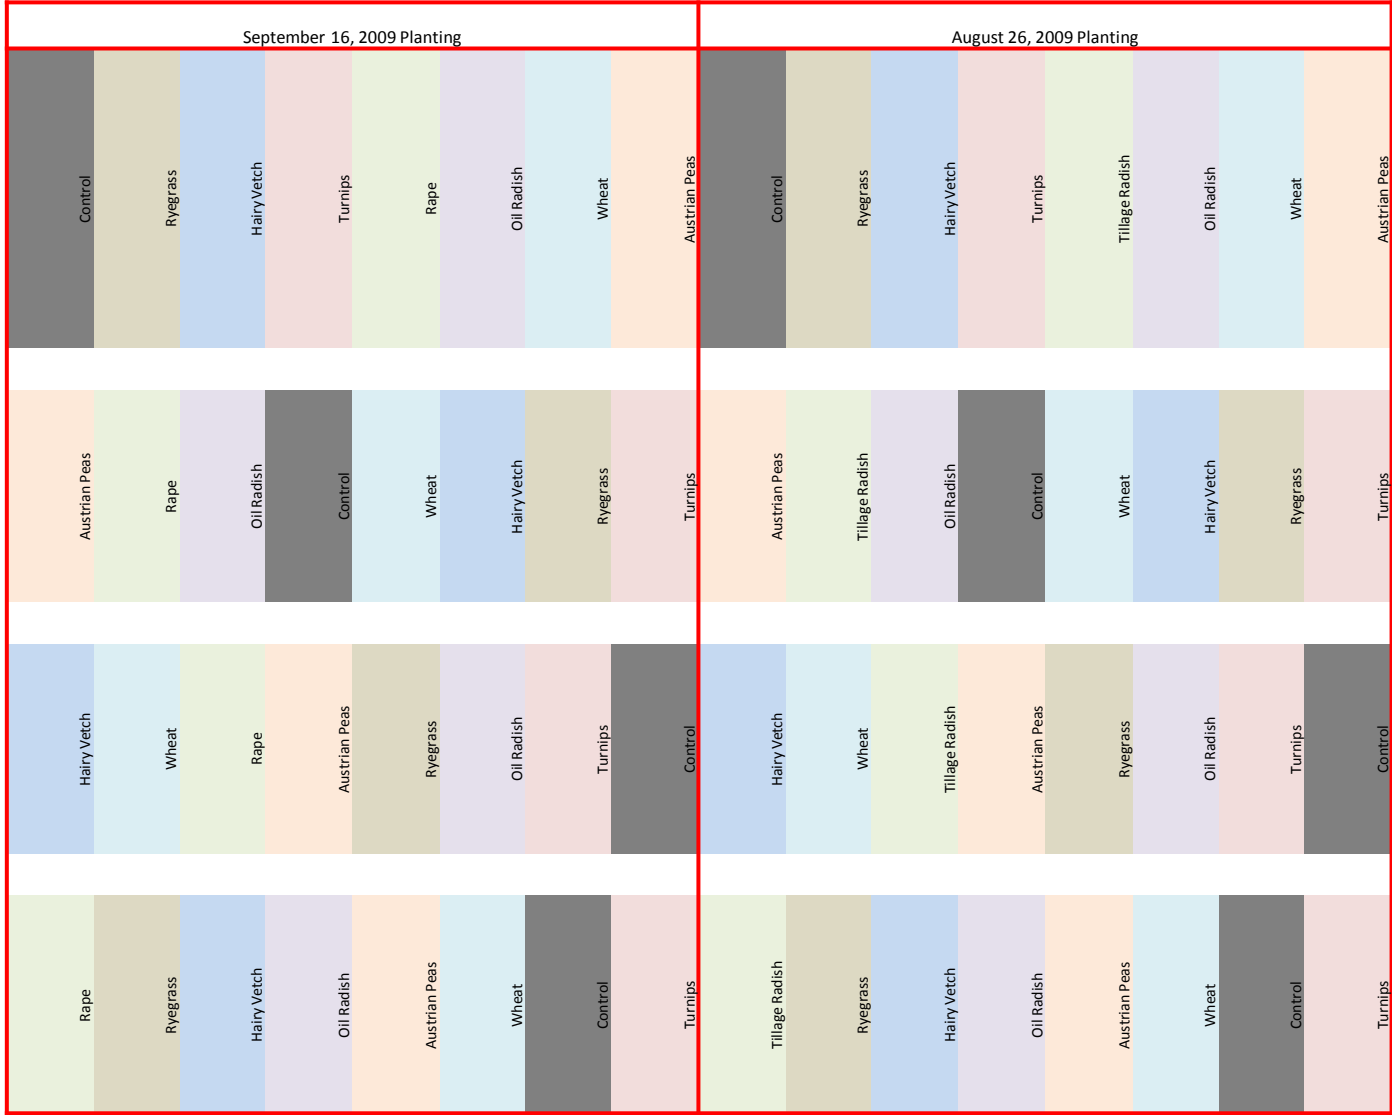 September 16, 2009 Planting
August 26, 2009 Planting
Control
Ryegrass
Hairy Vetch
Turnips
Rape
Oil Radish
Wheat
Austrian Peas
Control
Ryegrass
Hairy Vetch
Turnips
Tillage Radish
Oil Radish
Wheat
Austrian Peas
Austrian Peas
Rape
Oil Radish
Control
Wheat
Hairy Vetch
Ryegrass
Turnips
Austrian Peas
Tillage Radish
Oil Radish
Control
Wheat
Hairy Vetch
Ryegrass
Turnips
Hairy Vetch
Wheat
Rape
Austrian Peas
Ryegrass
Oil Radish
Turnips
Control
Hairy Vetch
Wheat
Tillage Radish
Austrian Peas
Ryegrass
Oil Radish
Turnips
Control
Rape
Ryegrass
Hairy Vetch
Oil Radish
Austrian Peas
Wheat
Control
Turnips
Tillage Radish
Ryegrass
Hairy Vetch
Oil Radish
Austrian Peas
Wheat
Control
Turnips